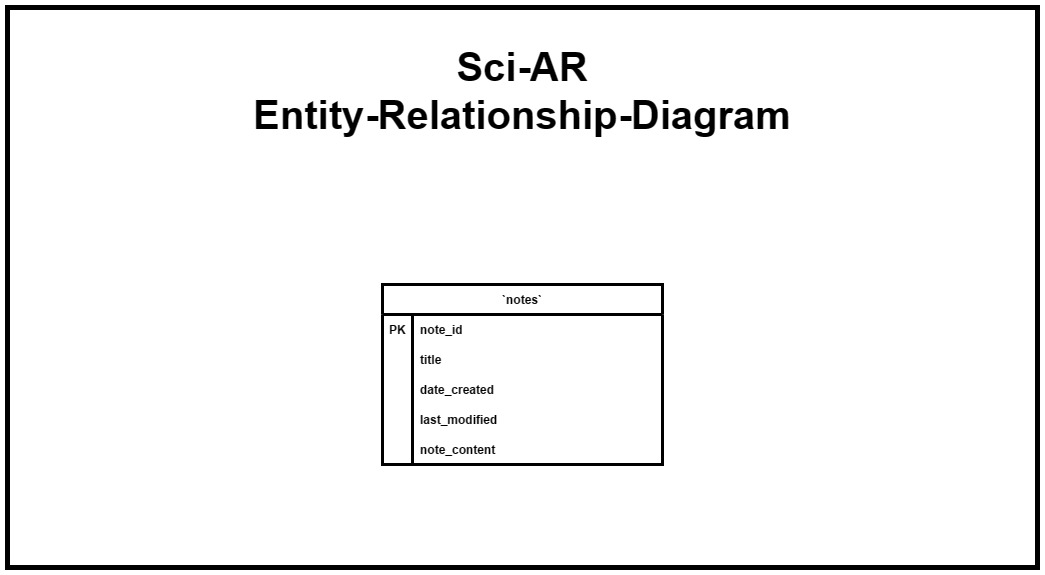 Sci-AR
Entity-Relationship-Diagram
`notes`
PK note_id
title
date_created
last_modified
note_content